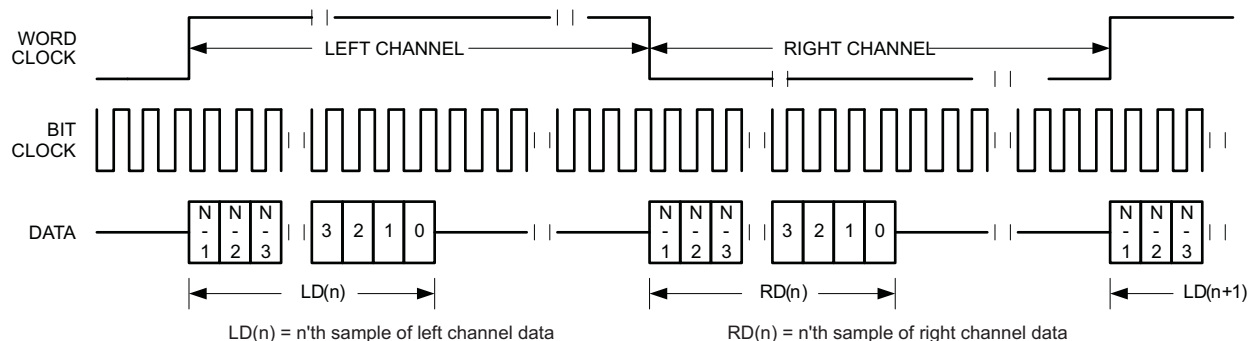 WORD
CLOCK
LEFT CHANNEL
RIGHT CHANNEL
BIT
CLOCK
DATA
N-1 N-2 N-3 3 2 1 0 N-1 N-2 N-3 3 2 1 0 N-1 N-2 N-3
LD(n) RD(n) LD(n+1)
LD(n) = n'th sample of left channel data
RD(n) = n'th sample of right channel data